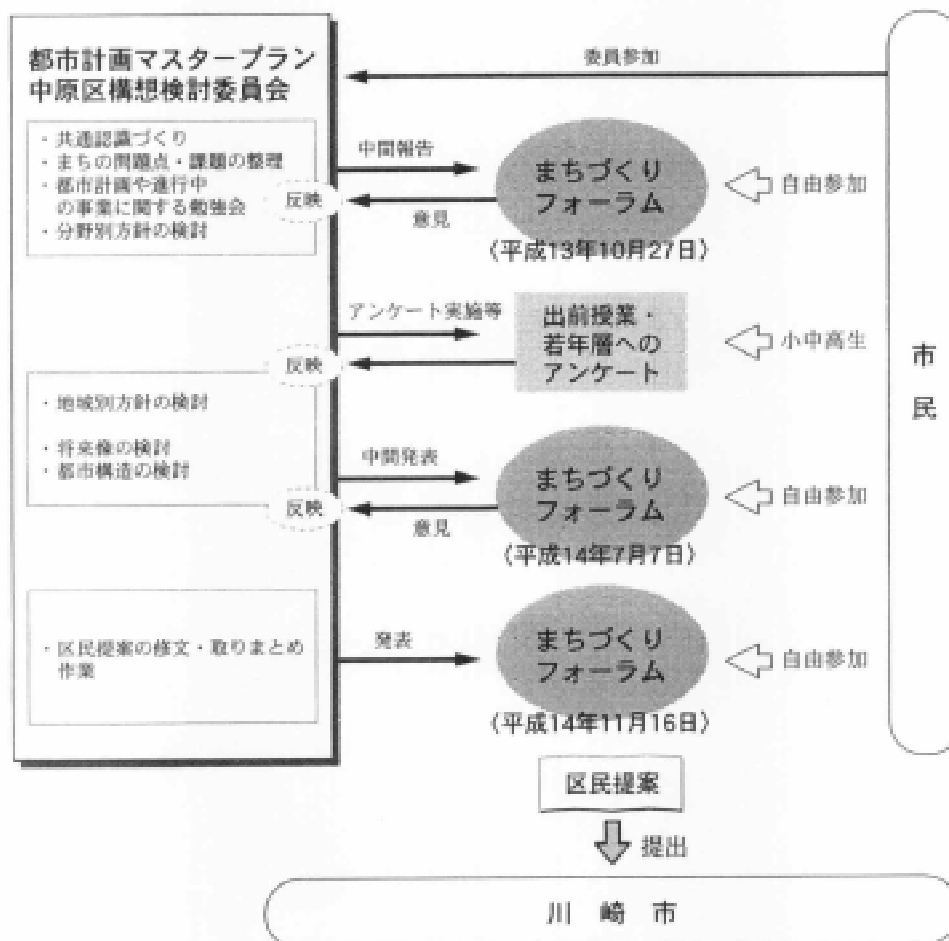 都市計画マスタープラン
中原区構想検討委員会
委員参加
・共通認識づくり
・まちの問題点・課題の整理
・都市計画や進行中
の事業に関する勉強会
・分野別方針の検討
中間報告
反映
意見
まちづくり
フォーラム
(平成13年10月27日)
自由参加
アンケート実施等
反映
出前授業・
若年層への
アンケート
小中高生
市民
・地域別方針の検討
・将来像の検討
・都市構造の検討
中間発表
反映
意見
まちづくり
フォーラム
(平成14年7月7日)
自由参加
・区民提案の修文・取りまとめ
作業
発表
まちづくり
フォーラム
(平成14年11月16日)
自由参加
区民提案
提出
川崎市